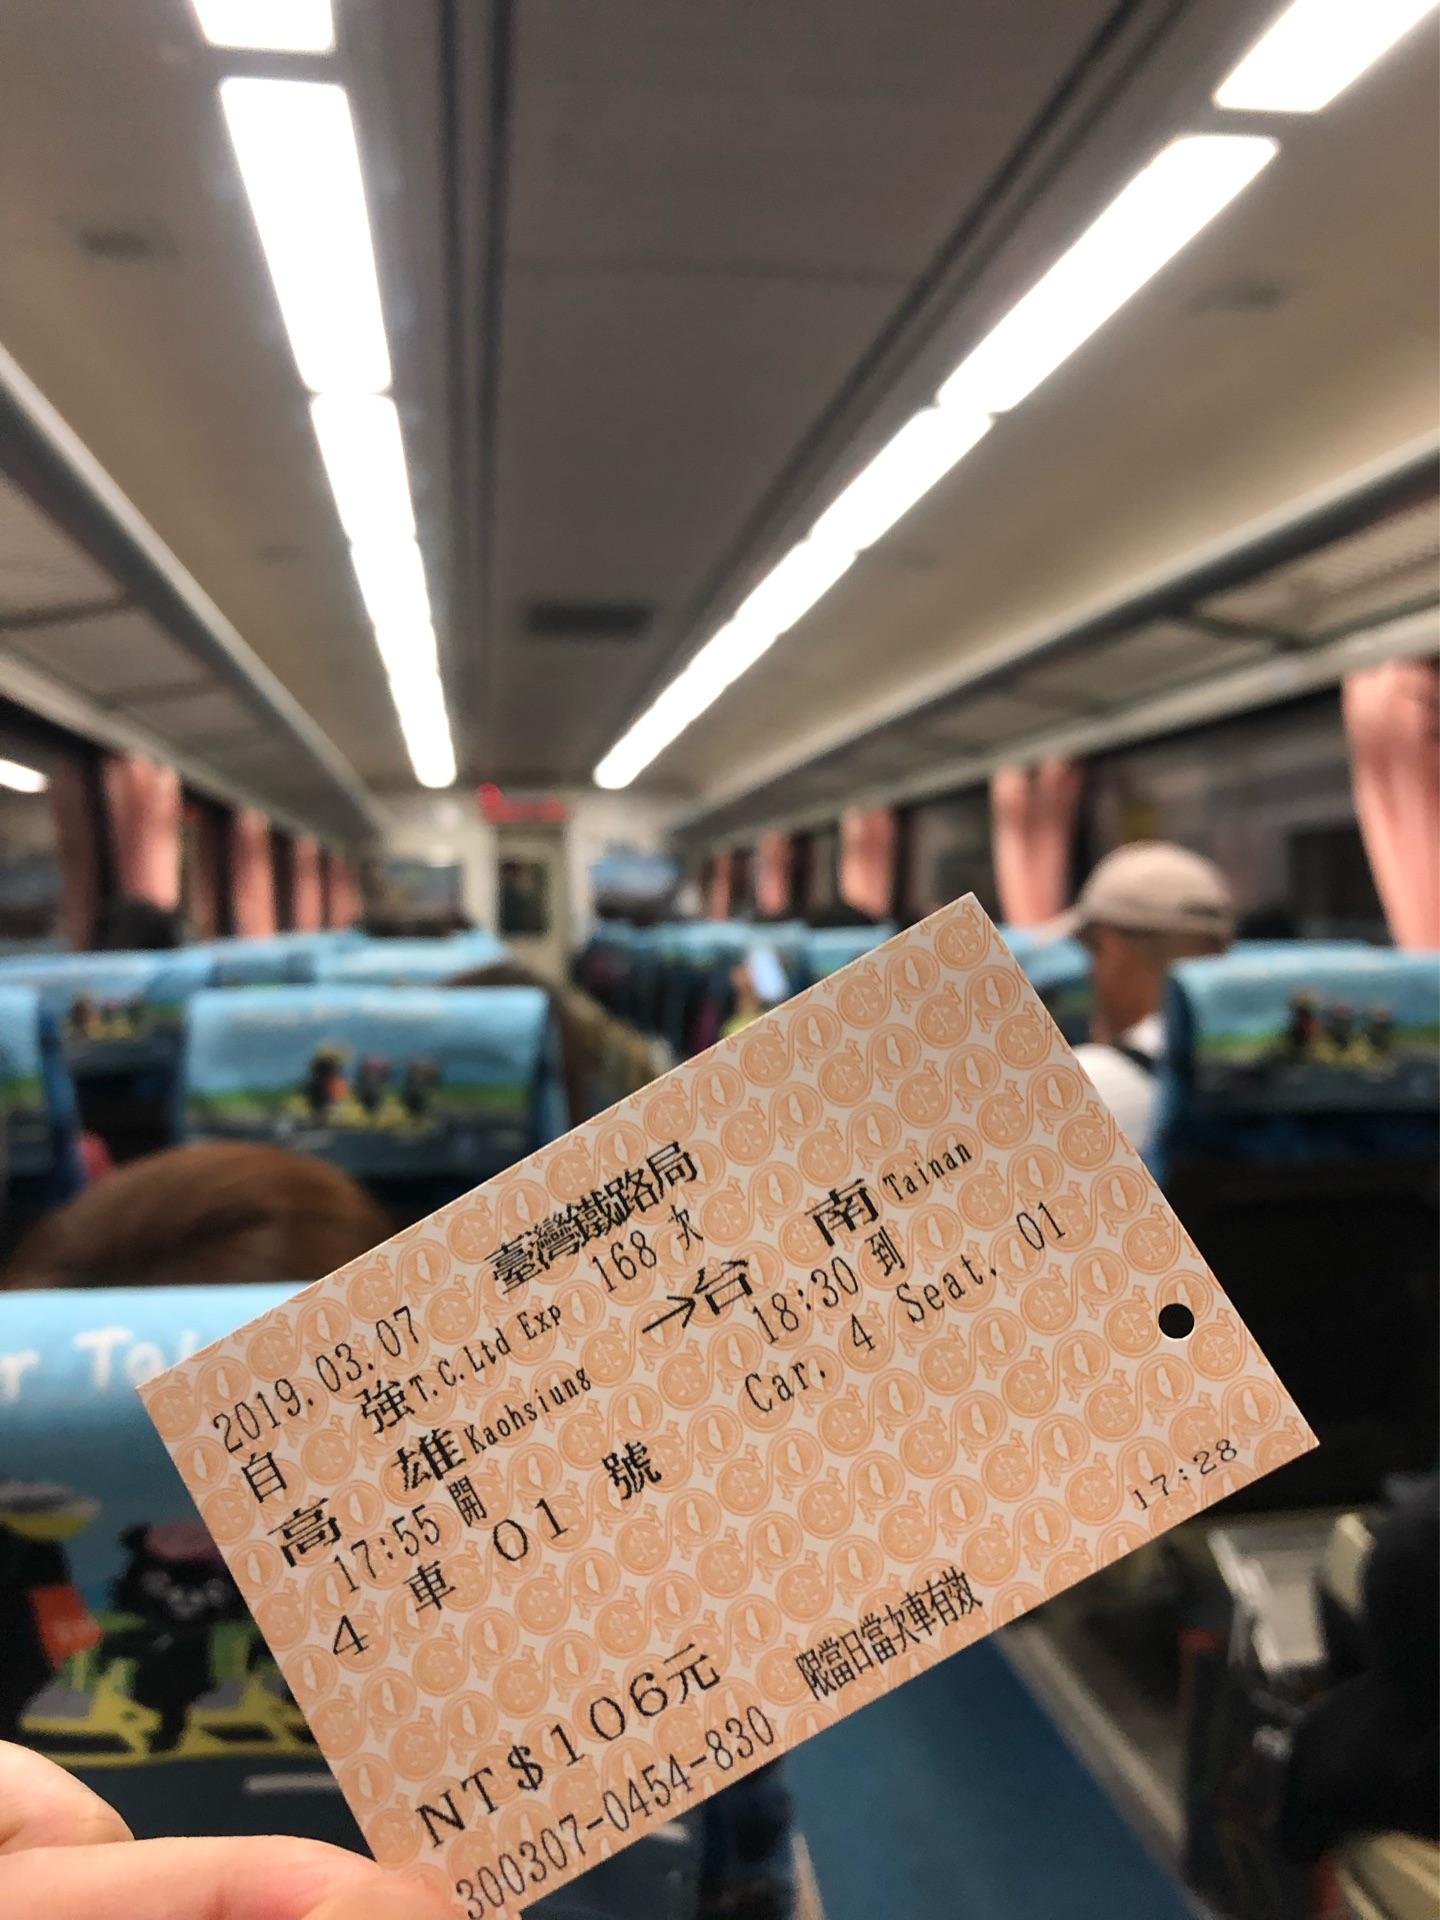 臺灣鐵路局
2019.03.07 168 次
自 強 T.C.Ltd Exp
高 雄 Kaohsiung → 台 南 Tainan
17:55 開 18:30 到
4 車 01 號 Car. 4 Seat. 01
NT$106元 限當日當次車有效 17:28
300307-0454-830